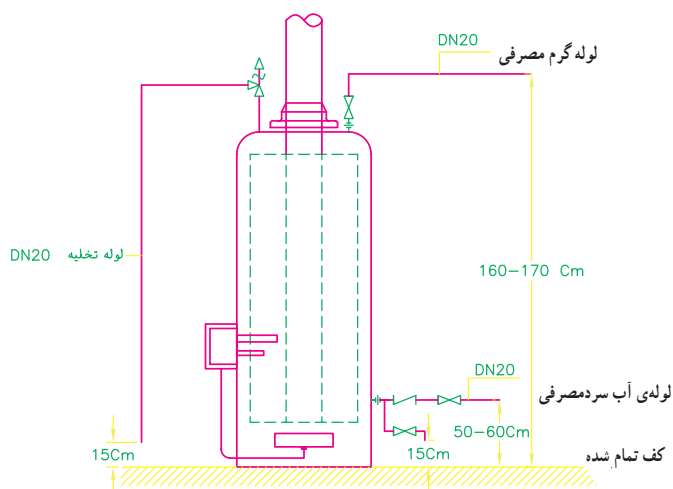 DN20
لوله گرم مصرفی
DN20 لوله تخلیه
160-170 Cm
DN20
لوله‌ی آب سردمصرفی
50-60Cm
15Cm
15Cm
کف تمام شده